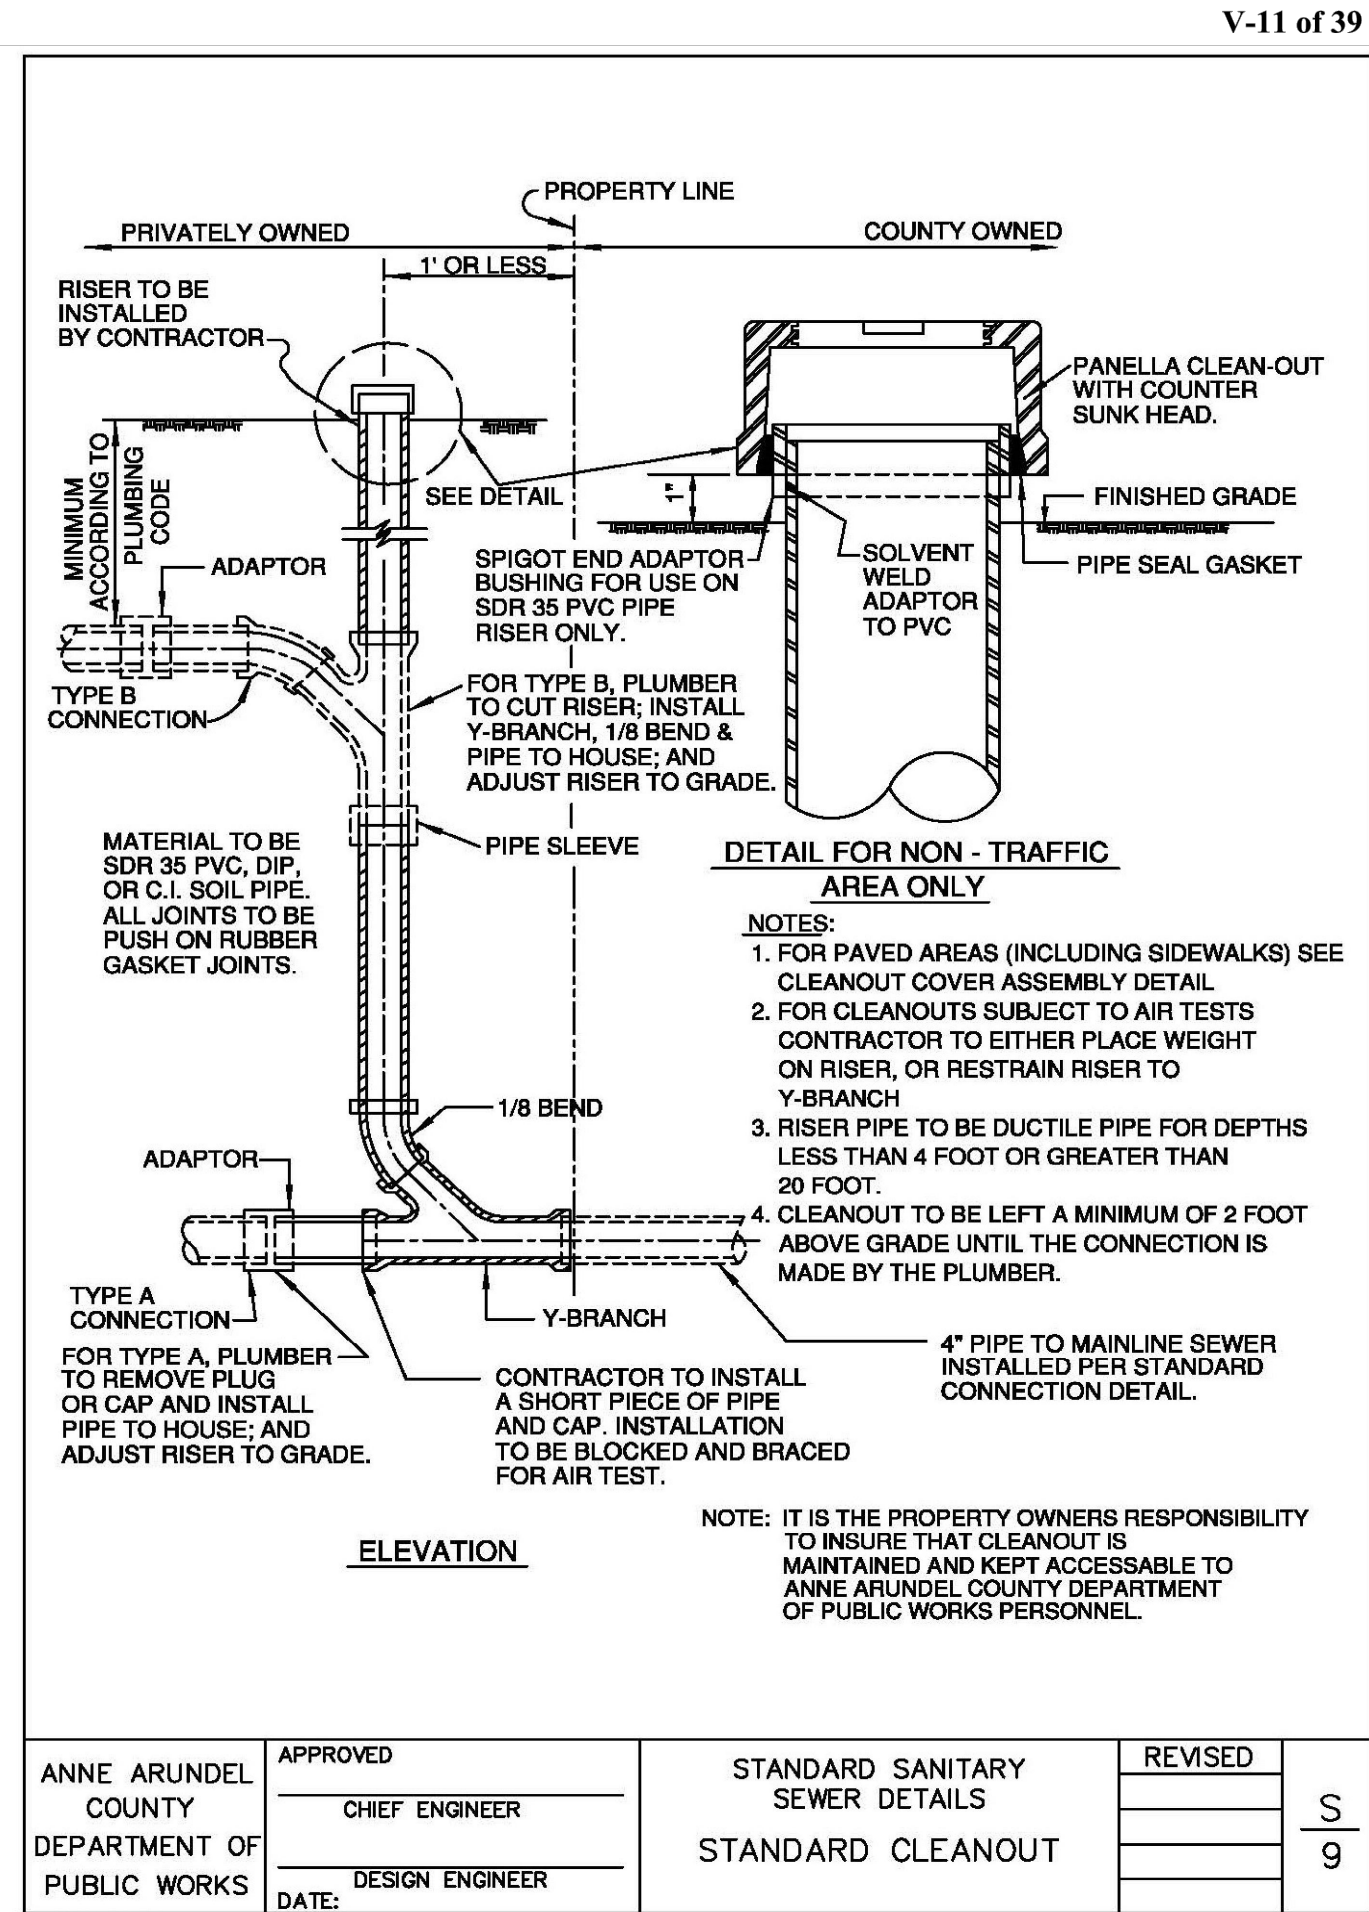 V-11 of 39
PROPERTY LINE
PRIVATELY OWNED
COUNTY OWNED
1' OR LESS
RISER TO BE
INSTALLED
BY CONTRACTOR
PANELLA CLEAN-OUT
WITH COUNTER
SUNK HEAD.
MINIMUM
ACCORDING TO
PLUMBING
CODE
SEE DETAIL
1"
FINISHED GRADE
ADAPTOR
SPIGOT END ADAPTOR
BUSHING FOR USE ON
SDR 35 PVC PIPE
RISER ONLY.
SOLVENT
WELD
ADAPTOR
TO PVC
PIPE SEAL GASKET
TYPE B
CONNECTION
FOR TYPE B, PLUMBER
TO CUT RISER; INSTALL
Y-BRANCH, 1/8 BEND &
PIPE TO HOUSE; AND
ADJUST RISER TO GRADE.
MATERIAL TO BE
SDR 35 PVC, DIP,
OR C.I. SOIL PIPE.
ALL JOINTS TO BE
PUSH ON RUBBER
GASKET JOINTS.
PIPE SLEEVE
DETAIL FOR NON - TRAFFIC
AREA ONLY
NOTES:
1. FOR PAVED AREAS (INCLUDING SIDEWALKS) SEE
CLEANOUT COVER ASSEMBLY DETAIL
2. FOR CLEANOUTS SUBJECT TO AIR TESTS
CONTRACTOR TO EITHER PLACE WEIGHT
ON RISER, OR RESTRAIN RISER TO
Y-BRANCH
3. RISER PIPE TO BE DUCTILE PIPE FOR DEPTHS
LESS THAN 4 FOOT OR GREATER THAN
20 FOOT.
4. CLEANOUT TO BE LEFT A MINIMUM OF 2 FOOT
ABOVE GRADE UNTIL THE CONNECTION IS
MADE BY THE PLUMBER.
1/8 BEND
ADAPTOR
TYPE A
CONNECTION
Y-BRANCH
FOR TYPE A, PLUMBER
TO REMOVE PLUG
OR CAP AND INSTALL
PIPE TO HOUSE; AND
ADJUST RISER TO GRADE.
CONTRACTOR TO INSTALL
A SHORT PIECE OF PIPE
AND CAP. INSTALLATION
TO BE BLOCKED AND BRACED
FOR AIR TEST.
4" PIPE TO MAINLINE SEWER
INSTALLED PER STANDARD
CONNECTION DETAIL.
ELEVATION
NOTE: IT IS THE PROPERTY OWNERS RESPONSIBILITY
TO INSURE THAT CLEANOUT IS
MAINTAINED AND KEPT ACCESSABLE TO
ANNE ARUNDEL COUNTY DEPARTMENT
OF PUBLIC WORKS PERSONNEL.
ANNE ARUNDEL
COUNTY
DEPARTMENT OF
PUBLIC WORKS
APPROVED
CHIEF ENGINEER
DESIGN ENGINEER
DATE:
STANDARD SANITARY
SEWER DETAILS
STANDARD CLEANOUT
REVISED
S
9